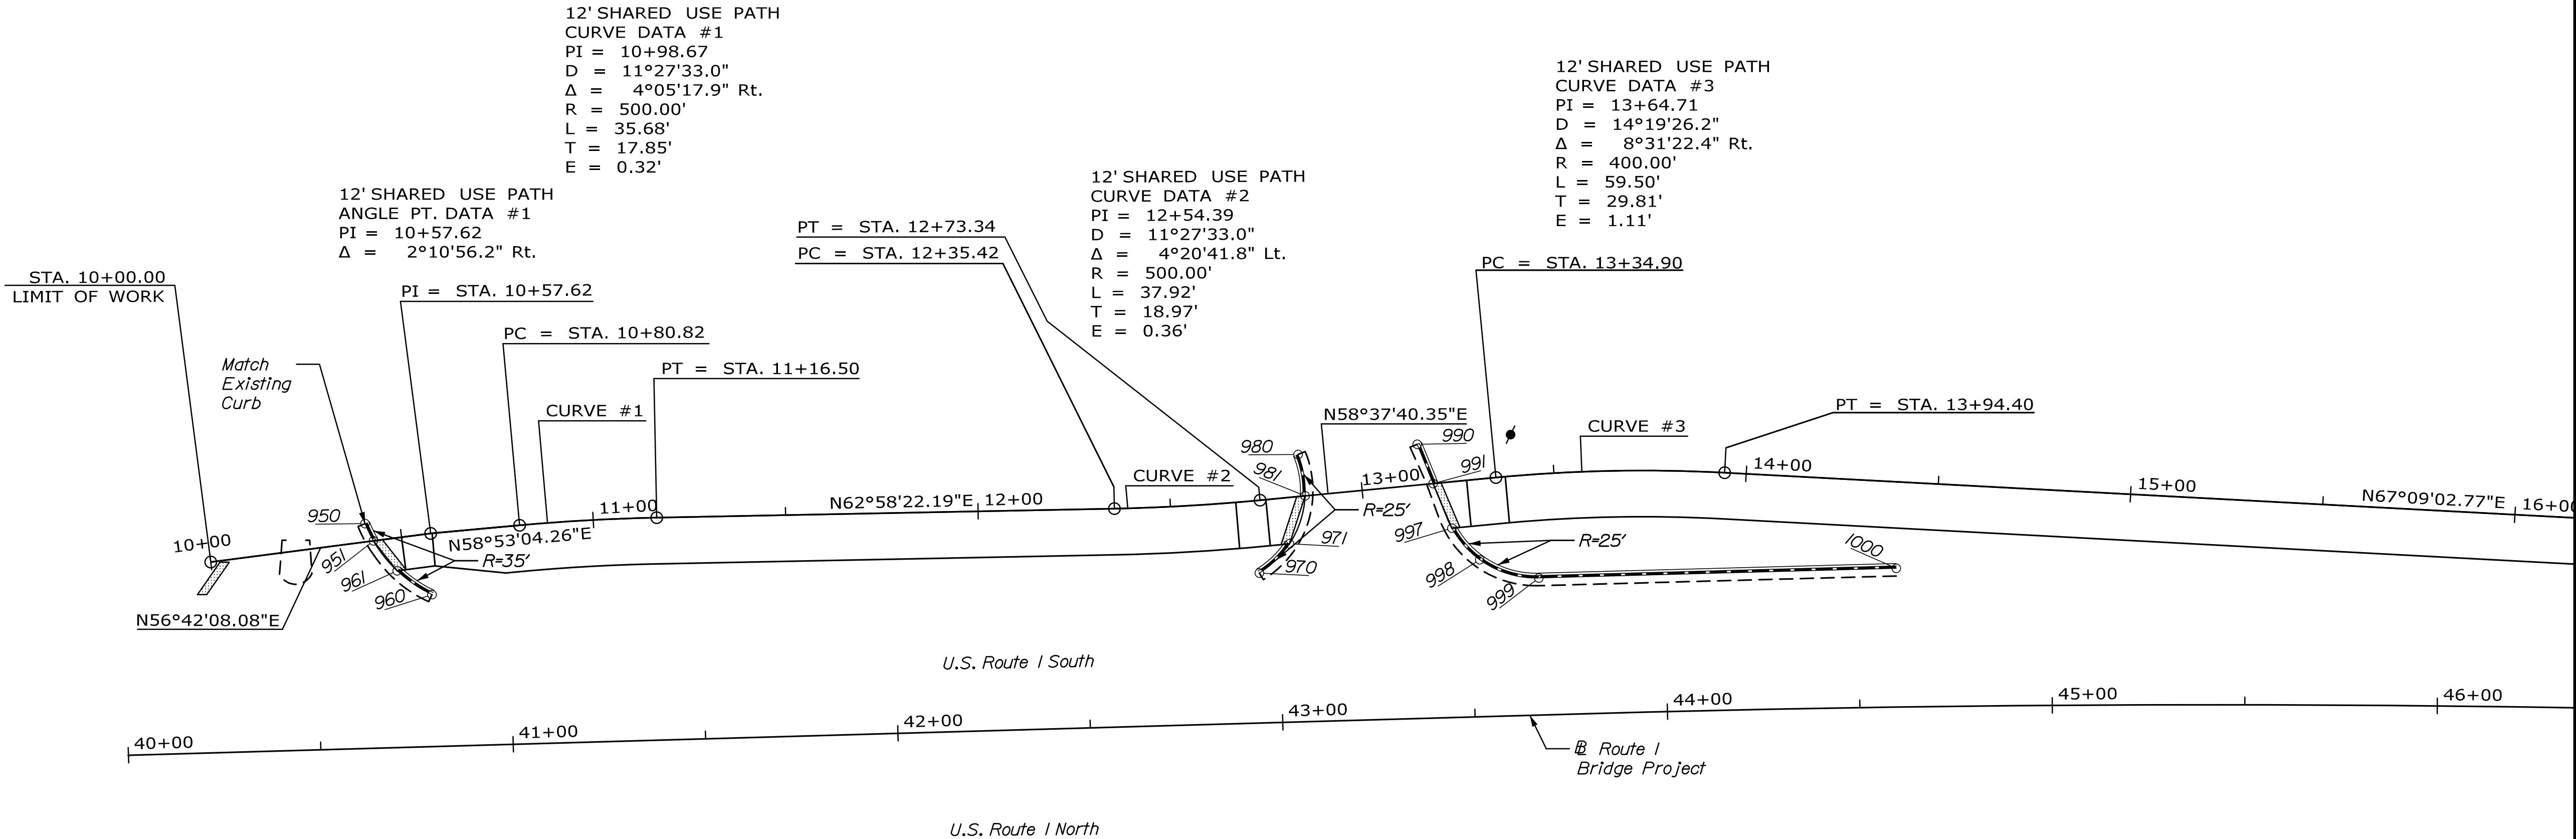 12' SHARED USE PATH
CURVE DATA #1
PI = 10+98.67
D = 11°27'33.0"
Δ = 4°05'17.9" Rt.
R = 500.00'
L = 35.68'
T = 17.85'
E = 0.32'
12' SHARED USE PATH
CURVE DATA #3
PI = 13+64.71
D = 14°19'26.2"
Δ = 8°31'22.4" Rt.
R = 400.00'
L = 59.50'
T = 29.81'
E = 1.11'
12' SHARED USE PATH
ANGLE PT. DATA #1
PI = 10+57.62
Δ = 2°10'56.2" Rt.
12' SHARED USE PATH
CURVE DATA #2
PI = 12+54.39
D = 11°27'33.0"
Δ = 4°20'41.8" Lt.
R = 500.00'
L = 37.92'
T = 18.97'
E = 0.36'
PT = STA. 12+73.34
PC = STA. 12+35.42
STA. 10+00.00
LIMIT OF WORK
PI = STA. 10+57.62
PC = STA. 10+80.82
PT = STA. 11+16.50
PC = STA. 13+34.90
Match
Existing
Curb
CURVE #1
N58°37'40.35"E
CURVE #3
PT = STA. 13+94.40
980
981
990
991
CURVE #2
10+00
950
951
961
960
N58°53'04.26"E
R=35'
11+00
N62°58'22.19"E
12+00
13+00
R=25'
971
970
997
998
999
R=25'
1000
14+00
15+00
N67°09'02.77"E
16+00
N56°42'08.08"E
U.S. Route 1 South
40+00
41+00
42+00
43+00
44+00
45+00
46+00
BL Route 1
Bridge Project
U.S. Route 1 North